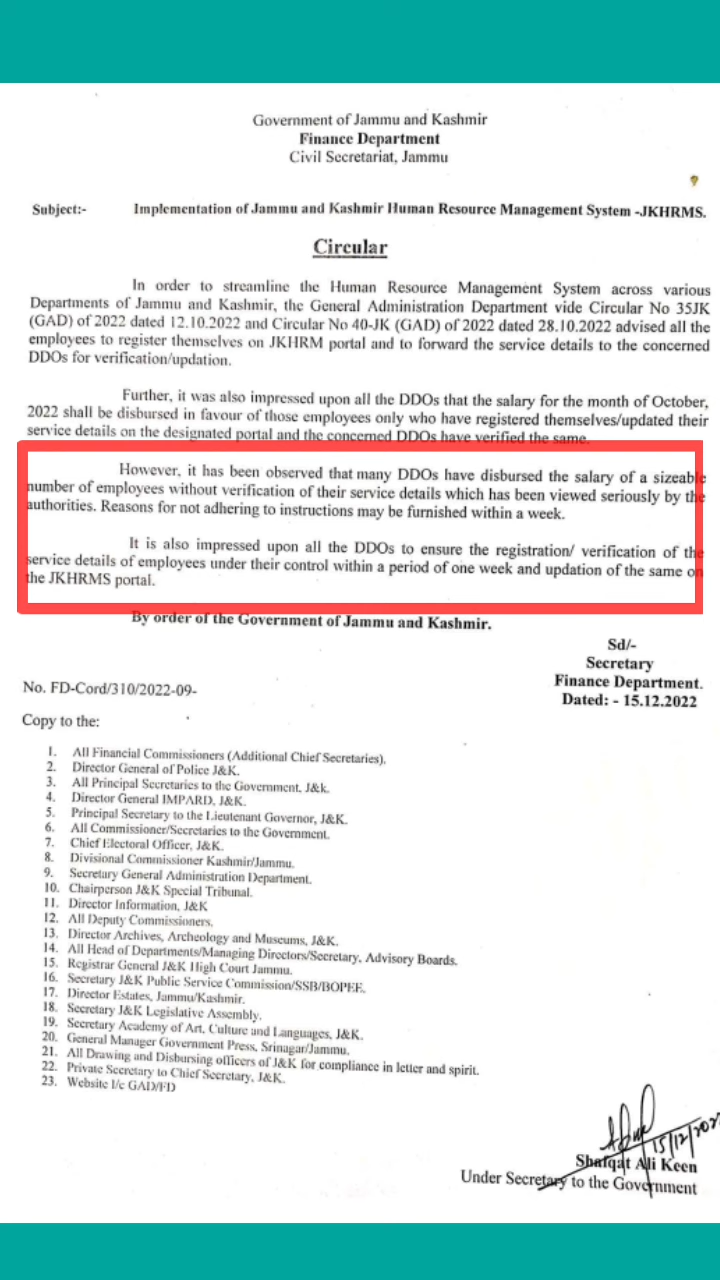 Government of Jammu and Kashmir
Finance Department
Civil Secretariat, Jammu
Subject:- Implementation of Jammu and Kashmir Human Resource Management System -JKHRMS.
Circular
In order to streamline the Human Resource Management System across various
Departments of Jammu and Kashmir, the General Administration Department vide Circular No 35JK
(GAD) of 2022 dated 12.10.2022 and Circular No 40-JK (GAD) of 2022 dated 28.10.2022 advised all the
employees to register themselves on JKHRM portal and to forward the service details to the concerned
DDOs for verification/updation.
Further, it was also impressed upon all the DDOs that the salary for the month of October,
2022 shall be disbursed in favour of those employees only who have registered themselves/updated their
service details on the designated portal and the concerned DDOs have verified the same.
However, it has been observed that many DDOs have disbursed the salary of a sizeable
number of employees without verification of their service details which has been viewed seriously by the
authorities. Reasons for not adhering to instructions may be furnished within a week.
It is also impressed upon all the DDOs to ensure the registration/ verification of the
service details of employees under their control within a period of one week and updation of the same on
the JKHRMS portal.
By order of the Government of Jammu and Kashmir.
Sd/-
Secretary
Finance Department.
Dated: - 15.12.2022
No. FD-Cord/310/2022-09-
Copy to the:
1. All Financial Commissioners (Additional Chief Secretaries).
2. Director General of Police J&K.
3. All Principal Secretaries to the Government, J&k.
4. Director General IMPARD, J&K.
5. Principal Secretary to the Lieutenant Governor, J&K.
6. All Commissioner/Secretaries to the Government.
7. Chief Electoral Officer, J&K.
8. Divisional Commissioner Kashmir/Jammu.
9. Secretary General Administration Department.
10. Chairperson J&K Special Tribunal.
11. Director Information, J&K
12. All Deputy Commissioners,
13. Director Archives, Archeology and Museums, J&K.
14. All Head of Departments/Managing Directors/Secretary, Advisory Boards.
15. Registrar General J&K High Court Jammu.
16. Secretary J&K Public Service Commission/SSB/BOPEE.
17. Director Estates, Jammu/Kashmir.
18. Secretary J&K Legislative Assembly.
19. Secretary Academy of Art, Culture and Languages, J&K.
20. General Manager Government Press, Srinagar/Jammu.
21. All Drawing and Disbursing officers of J&K for compliance in letter and spirit.
22. Private Secretary to Chief Secretary, J&K.
23. Website I/c GAD/FD
15/12/202
Shafqat Ali Keen
Under Secretary to the Government